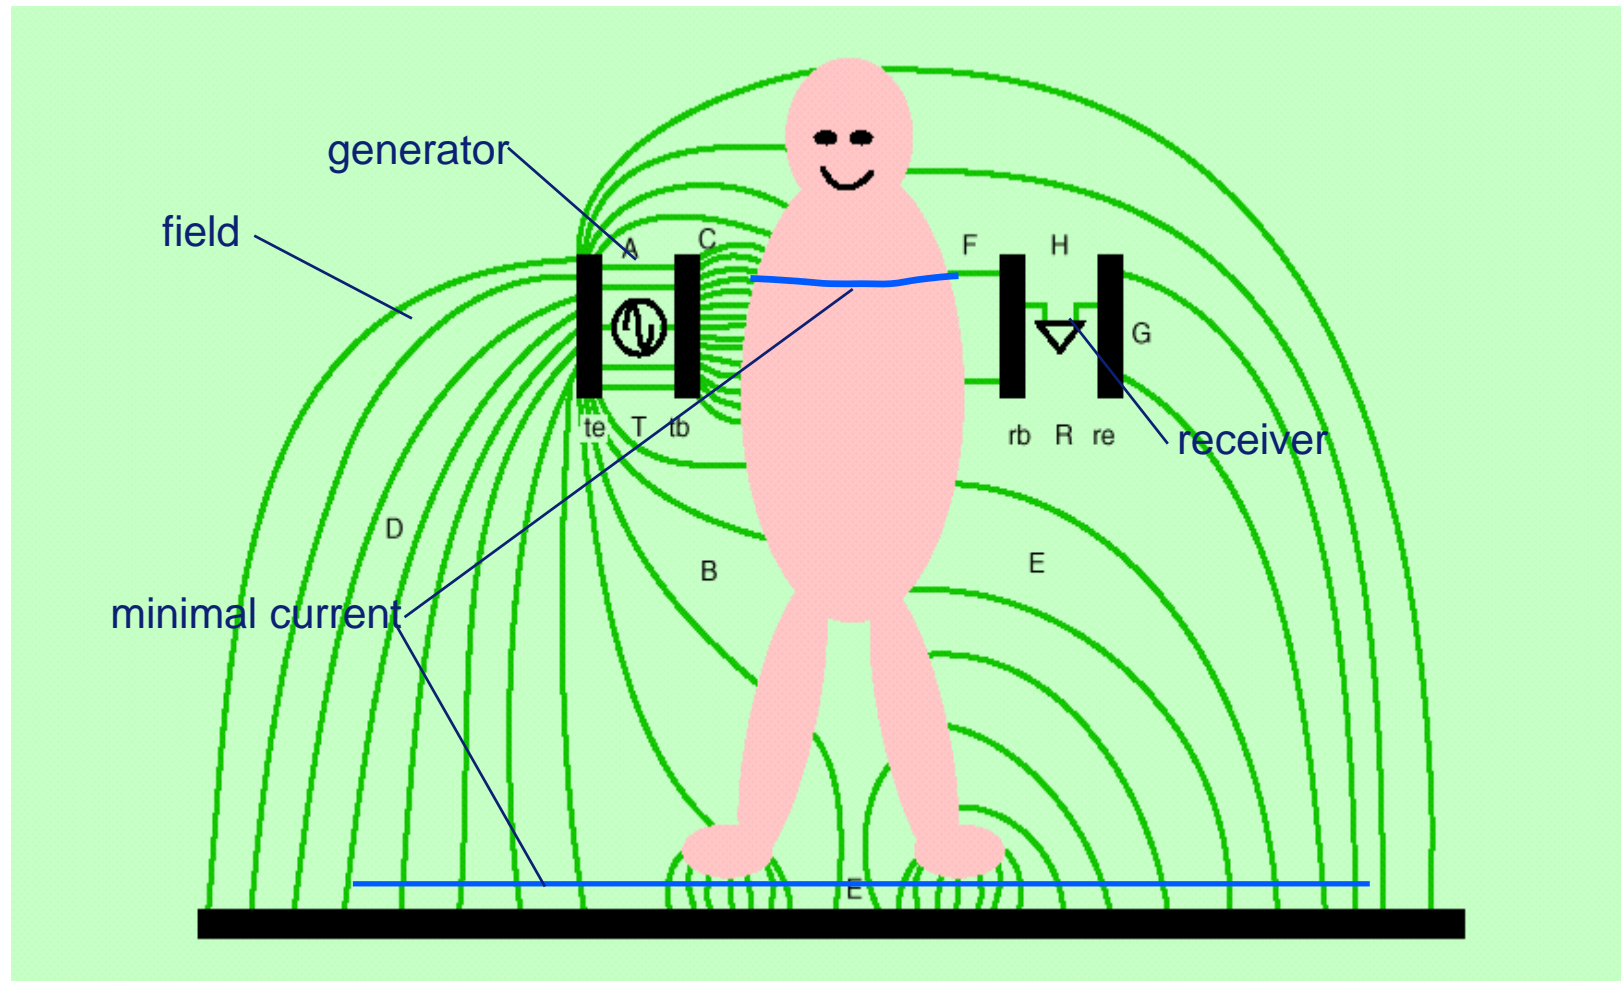 generator
field
A
C
F
H
G
te T tb
rb R re
receiver
D
B
E
minimal current
E